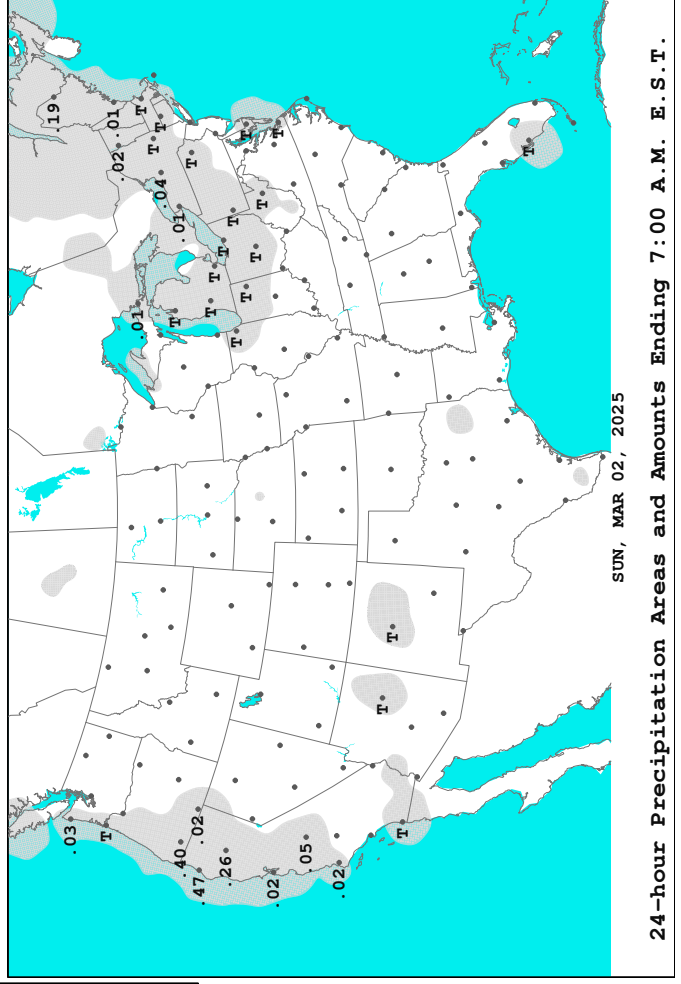 .19
.03
T
.01
.02
.01
T
T
T
.04
T
.01
.40
T
.47
.02
T
T
T
.26
T
T
T
T
T
T
.02
T
.05
.02
T
T
T
T
SUN, MAR 02, 2025
24-hour Precipitation Areas and Amounts Ending 7:00 A.M. E.S.T.